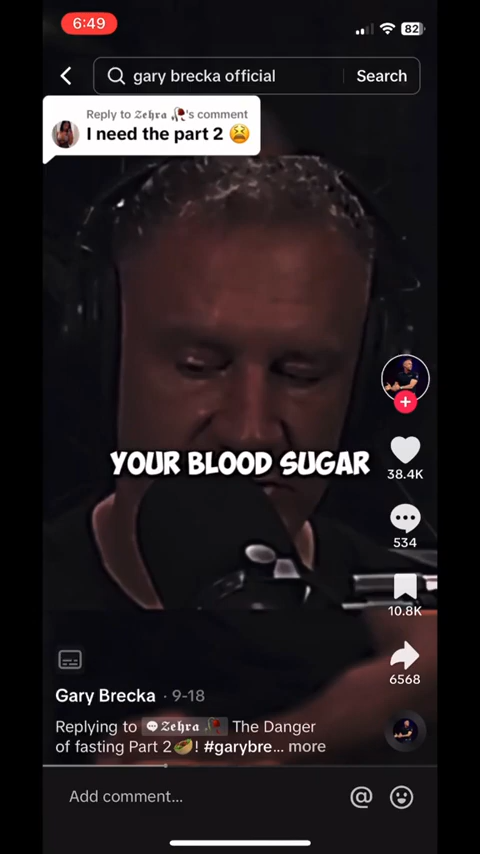 6:49
82
gary brecka official
Search
Reply to 𝖅𝖊𝖍𝖗𝖆 🥀's comment
I need the part 2 😫
YOUR BLOOD SUGAR
38.4K
534
10.8K
6568
Gary Brecka · 9-18
Replying to 💬𝖅𝖊𝖍𝖗𝖆 🥀 The Danger
of fasting Part 2🥙! #garybre... more
Add comment...